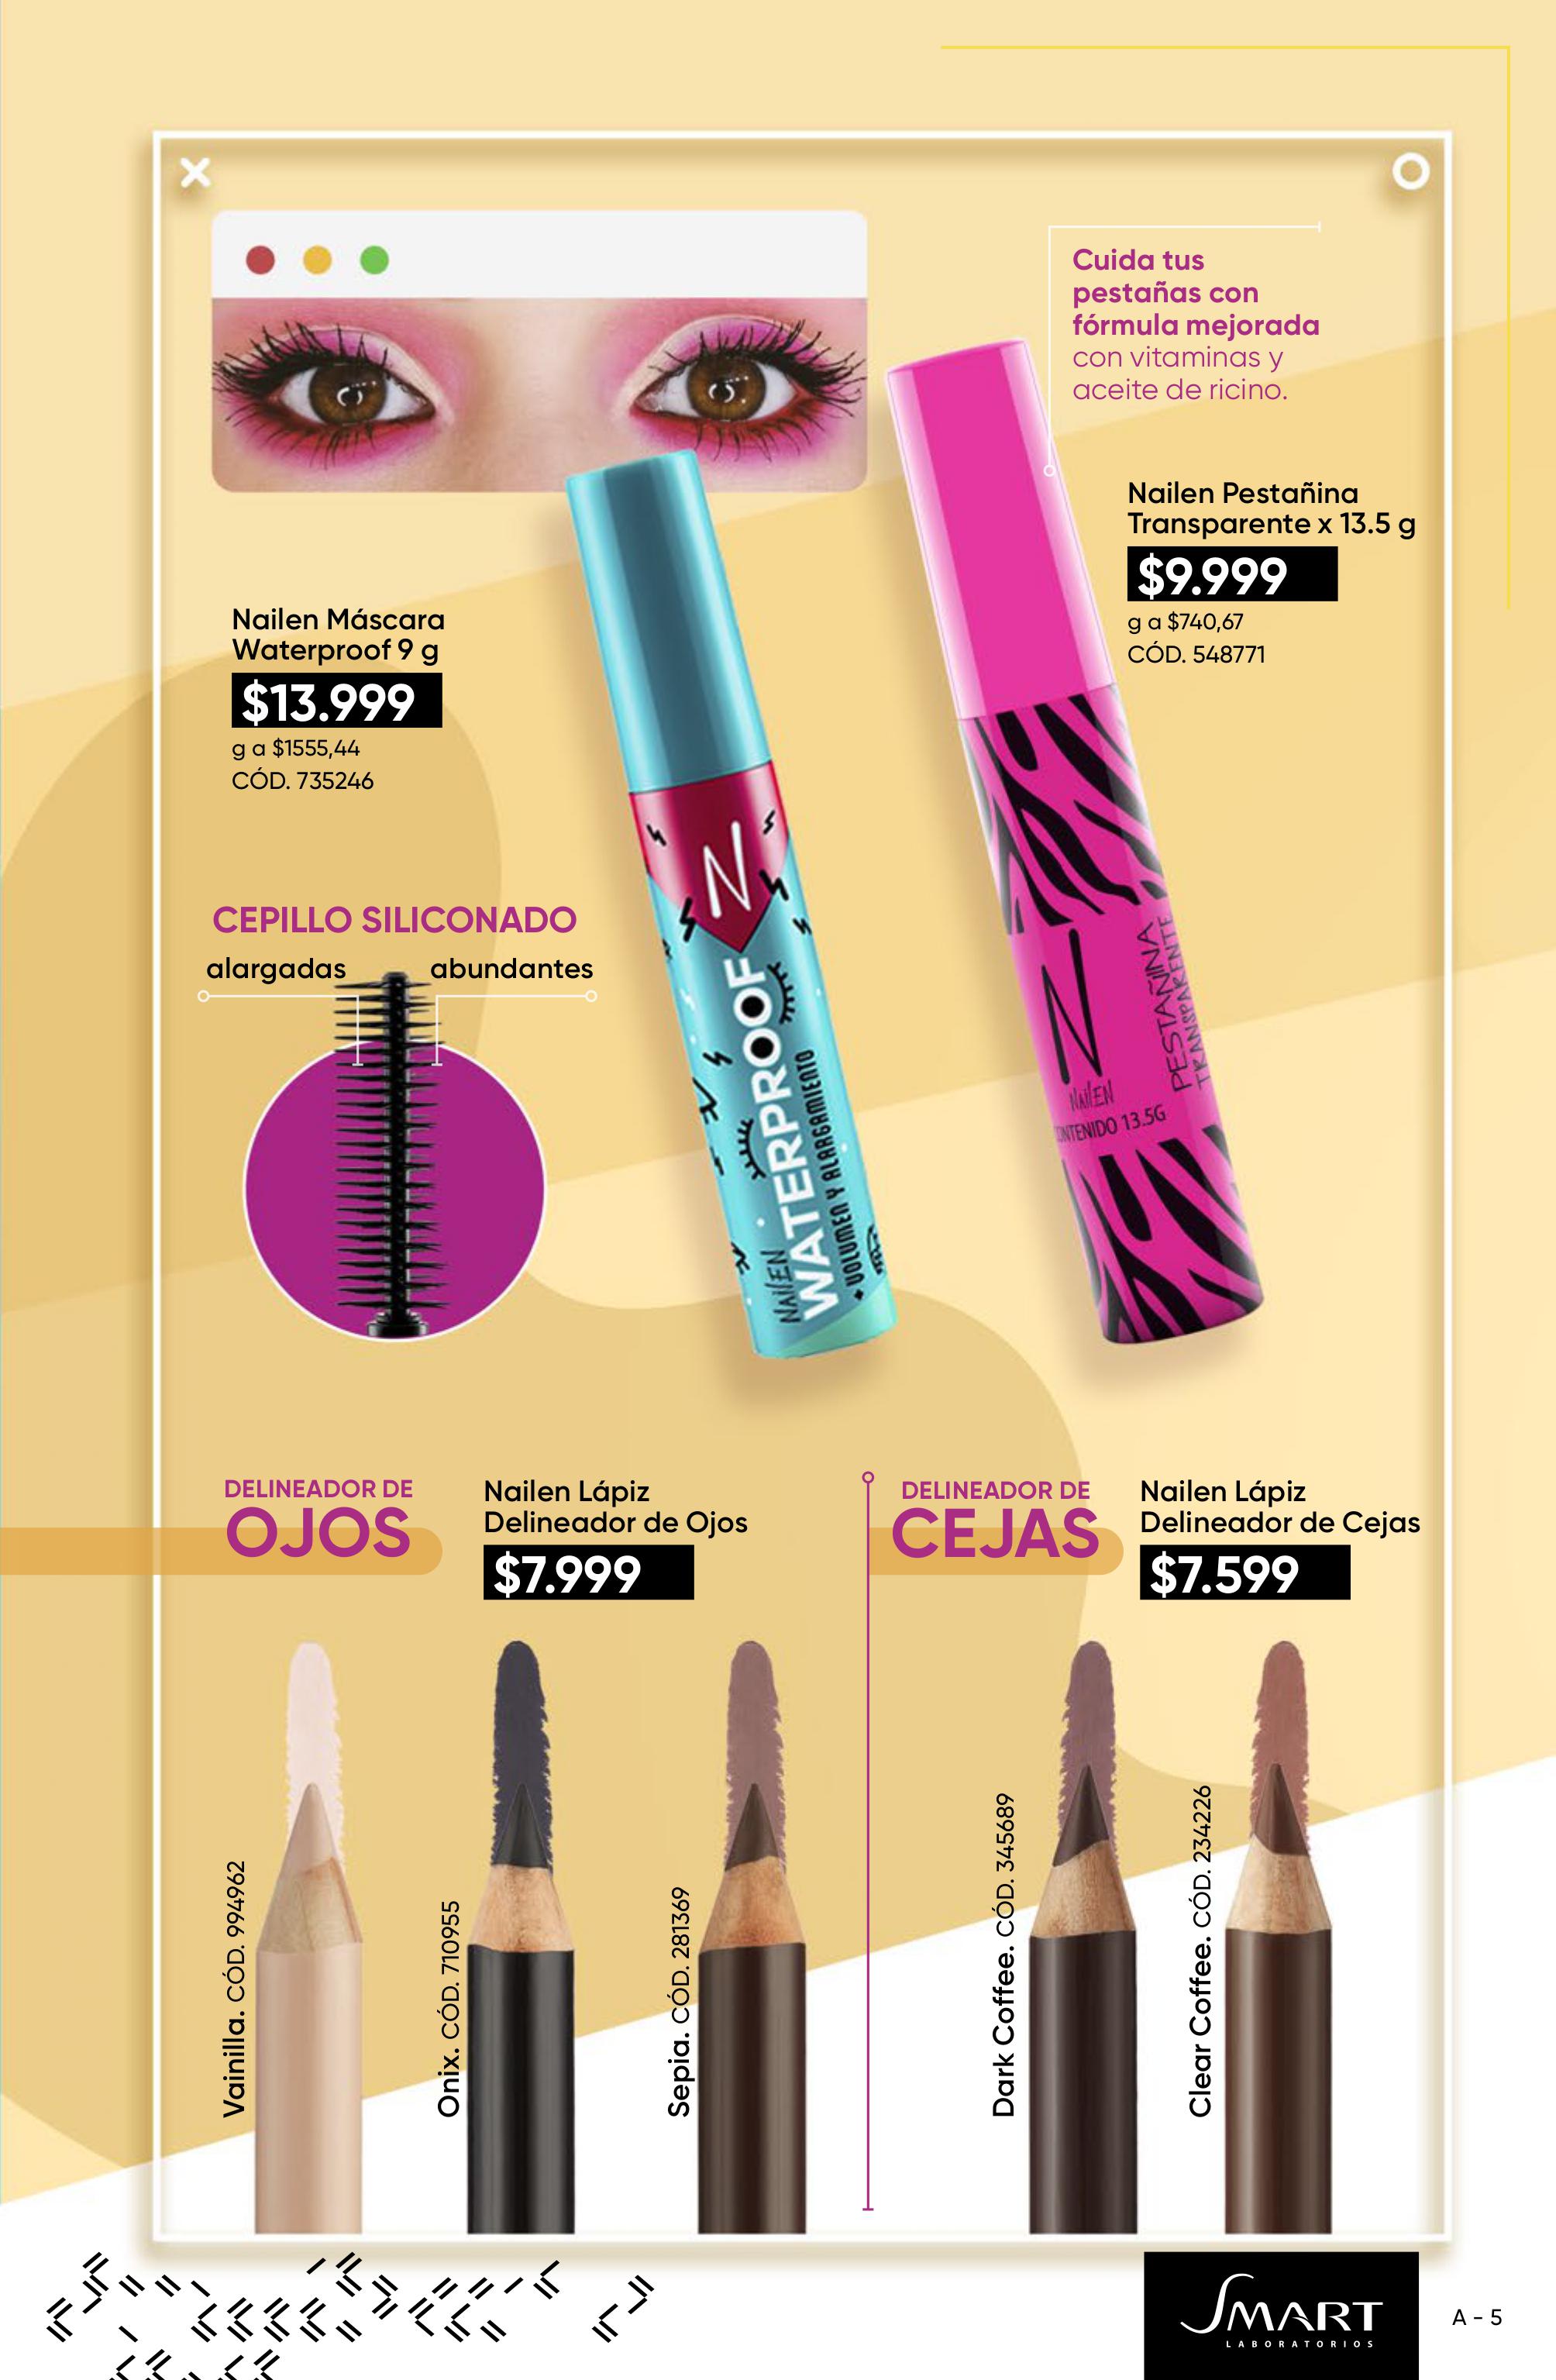 Cuida tus
pestañas con
fórmula mejorada
con vitaminas y
aceite de ricino.
Nailen Pestañina
Transparente x 13.5 g
$9.999
g a $740,67
CÓD. 548771
Nailen Máscara
Waterproof 9 g
$13.999
g a $1555,44
CÓD. 735246
CEPILLO SILICONADO
alargadas
abundantes
N
NAILEN
WATERPROOF
+ VOLUMEN Y ALARGAMIENTO
N
NAILEN
PESTAÑINA
TRANSPARENTE
CONTENIDO 13.5G
DELINEADOR DE
OJOS
Nailen Lápiz
Delineador de Ojos
$7.999
Vainilla. CÓD. 994962
Onix. CÓD. 710955
Sepia. CÓD. 281369
DELINEADOR DE
CEJAS
Nailen Lápiz
Delineador de Cejas
$7.599
Dark Coffee. CÓD. 345689
Clear Coffee. CÓD. 234226
SMART
LABORATORIOS
A - 5